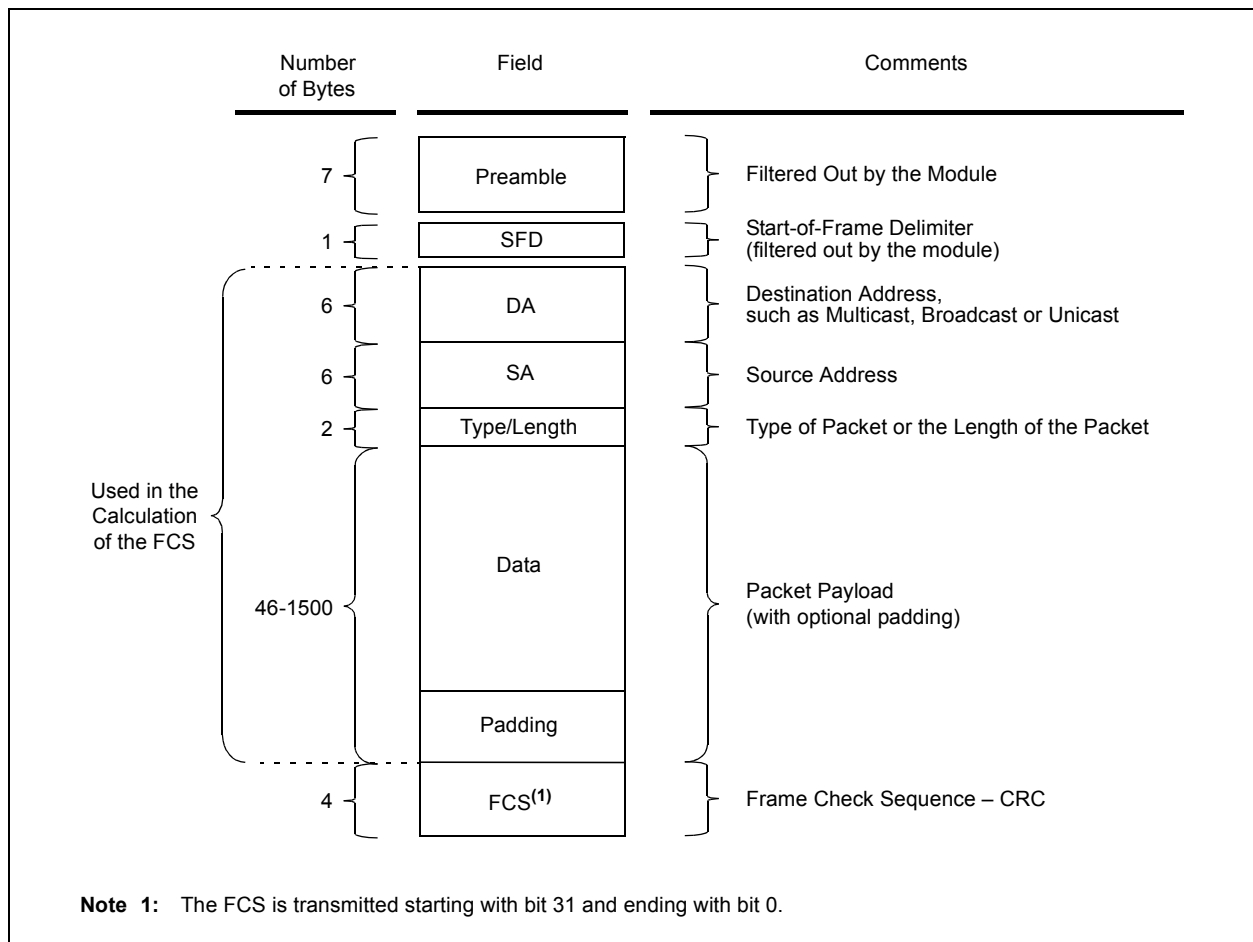 Number
of Bytes
Field
Comments
7
Preamble
Filtered Out by the Module
1
SFD
Start-of-Frame Delimiter
(filtered out by the module)
6
DA
Destination Address,
such as Multicast, Broadcast or Unicast
6
SA
Source Address
2
Type/Length
Type of Packet or the Length of the Packet
Used in the
Calculation
of the FCS
46-1500
Data
Padding
Packet Payload
(with optional padding)
4
FCS(1)
Frame Check Sequence – CRC
Note 1: The FCS is transmitted starting with bit 31 and ending with bit 0.